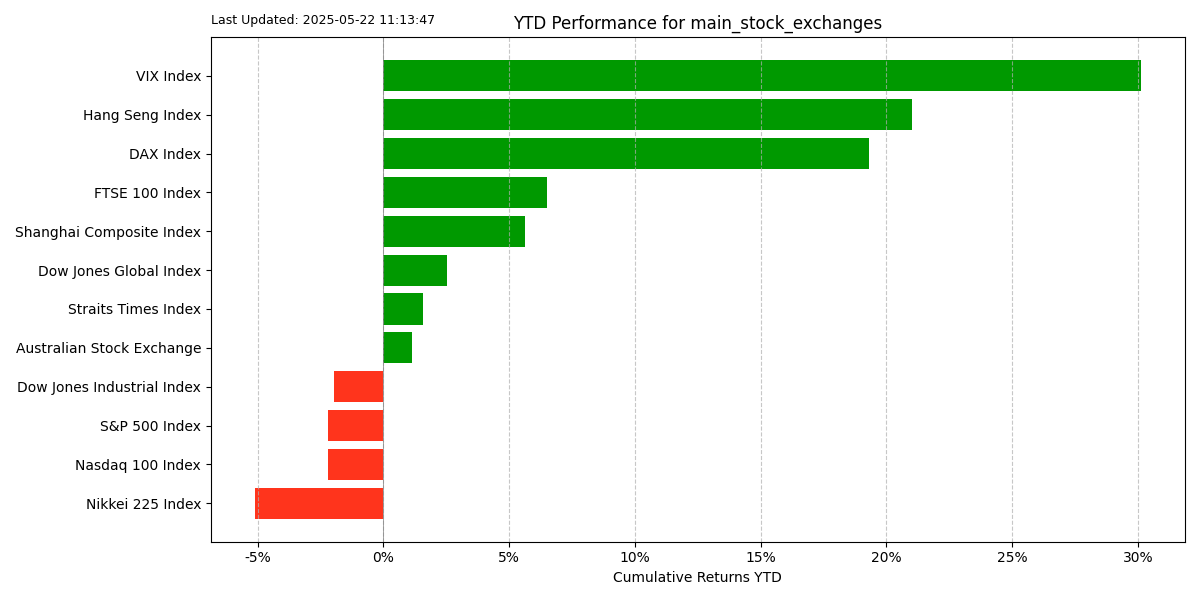 Last Updated: 2025-05-22 11:13:47
YTD Performance for main_stock_exchanges
VIX Index
Hang Seng Index
DAX Index
FTSE 100 Index
Shanghai Composite Index
Dow Jones Global Index
Straits Times Index
Australian Stock Exchange
Dow Jones Industrial Index
S&P 500 Index
Nasdaq 100 Index
Nikkei 225 Index
-5% 0% 5% 10% 15% 20% 25% 30%
Cumulative Returns YTD